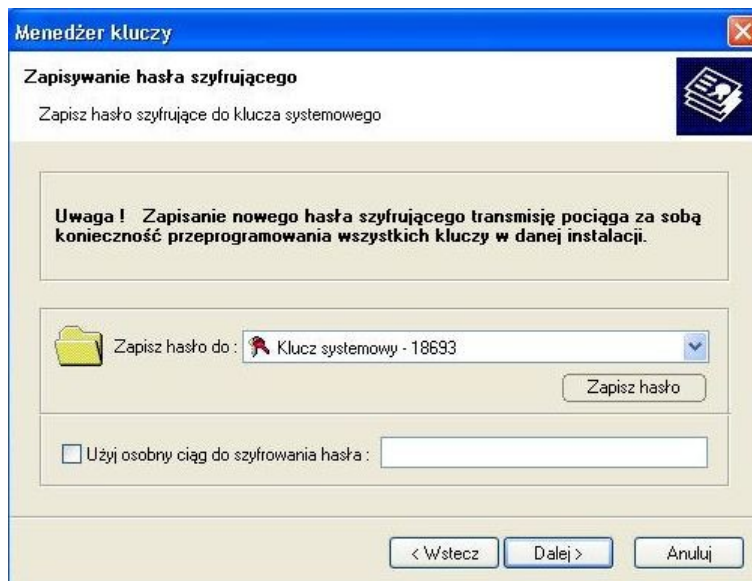 Menedżer kluczy
Zapisywanie hasła szyfrującego
Zapisz hasło szyfrujące do klucza systemowego
Uwaga ! Zapisanie nowego hasła szyfrującego transmisję pociąga za sobą
konieczność przeprogramowania wszystkich kluczy w danej instalacji.
Zapisz hasło do : Klucz systemowy - 18693
Zapisz hasło
Użyj osobny ciąg do szyfrowania hasła :
< Wstecz Dalej > Anuluj